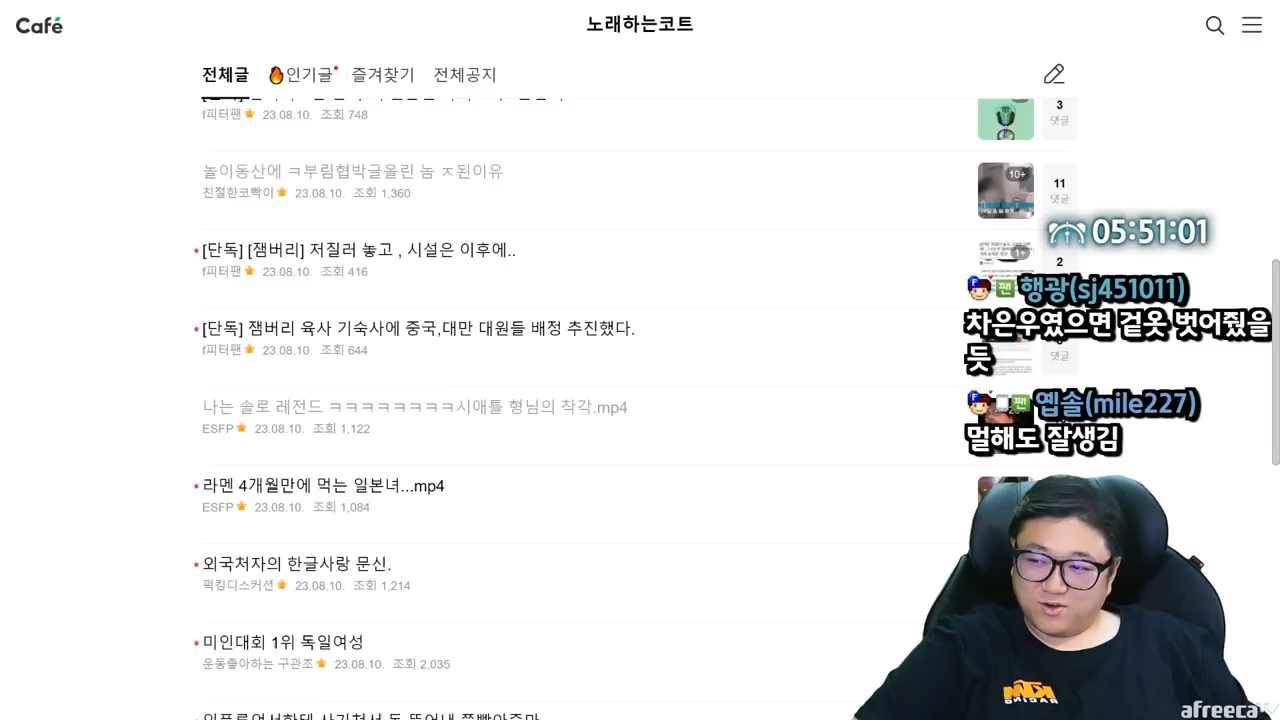 Café
노래하는코트
전체글
인기글
즐겨찾기
전체공지
f피터팬 23.08.10. 조회 748
3
댓글
놀이동산에 ㅋ부림협박글올린 놈 ㅈ된이유
친절한코빡이 23.08.10. 조회 1,360
10+
11
댓글
[단독] [잼버리] 저질러 놓고 , 시설은 이후에..
f피터팬 23.08.10. 조회 416
1+
2
05:51:01
팬 행광(sj451011)
차은우였으면 겉옷 벗어줬을
듯
[단독] 잼버리 육사 기숙사에 중국,대만 대원들 배정 추진했다.
f피터팬 23.08.10. 조회 644
댓글
나는 솔로 레전드 ㅋㅋㅋㅋㅋㅋㅋㅋ시애틀 형님의 착각.mp4
ESFP 23.08.10. 조회 1,122
팬 옙솔(mile227)
멀해도 잘생김
라멘 4개월만에 먹는 일본녀...mp4
ESFP 23.08.10. 조회 1,084
외국처자의 한글사랑 문신.
퍽킹디스커션 23.08.10. 조회 1,214
미인대회 1위 독일여성
운동좋아하는 구관조 23.08.10. 조회 2,035
KTM
RACING
afreecaTV